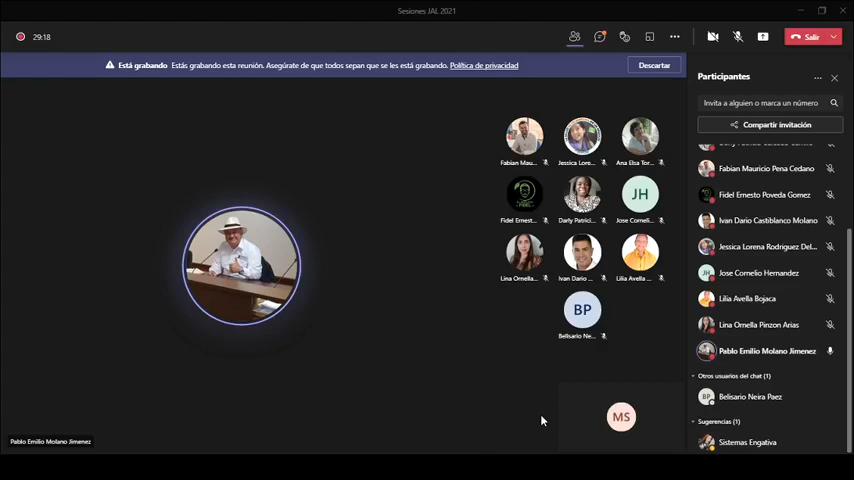 Sesiones JAL 2021
29:18
Salir
Está grabando Estás grabando esta reunión. Asegúrate de que todos sepan que se les está grabando. Política de privacidad
Descartar
Fabian Mau...
Jessica Lore...
Ana Elsa Tor...
Fidel Ernest...
Darly Patrici...
JH
Jose Corneli...
Lina Ornella...
Ivan Dario ...
Lilia Avella ...
BP
Belisario Nei...
MS
Pablo Emilio Molano Jimenez
Participantes
Invita a alguien o marca un número
Compartir invitación
Fabian Mauricio Pena Cedano
Fidel Ernesto Poveda Gomez
Ivan Dario Castiblanco Molano
Jessica Lorena Rodriguez Del...
JH
Jose Cornelio Hernandez
Lilia Avella Bojaca
Lina Ornella Pinzon Arias
Pablo Emilio Molano Jimenez
Otros usuarios del chat (1)
BP
Belisario Neira Paez
Sugerencias (1)
Sistemas Engativa